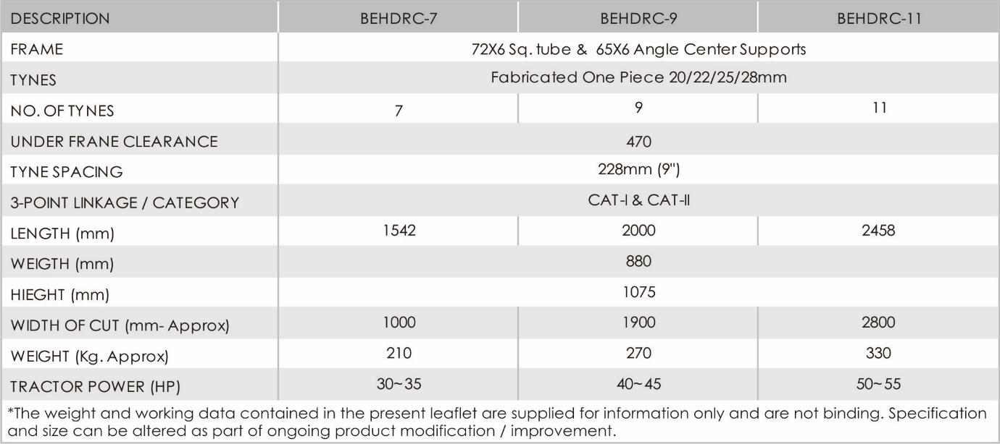 DESCRIPTION BEHDRC-7 BEHDRC-9 BEHDRC-11
FRAME 72X6 Sq. tube & 65X6 Angle Center Supports
TYNES Fabricated One Piece 20/22/25/28mm
NO. OF TYNES 7 9 11
UNDER FRANE CLEARANCE 470
TYNE SPACING 228mm (9")
3-POINT LINKAGE / CATEGORY CAT-I & CAT-II
LENGTH (mm) 1542 2000 2458
WEIGTH (mm) 880
HIEGHT (mm) 1075
WIDTH OF CUT (mm- Approx) 1000 1900 2800
WEIGHT (Kg. Approx) 210 270 330
TRACTOR POWER (HP) 30~35 40~45 50~55
*The weight and working data contained in the present leaflet are supplied for information only and are not binding. Specification
and size can be altered as part of ongoing product modification / improvement.